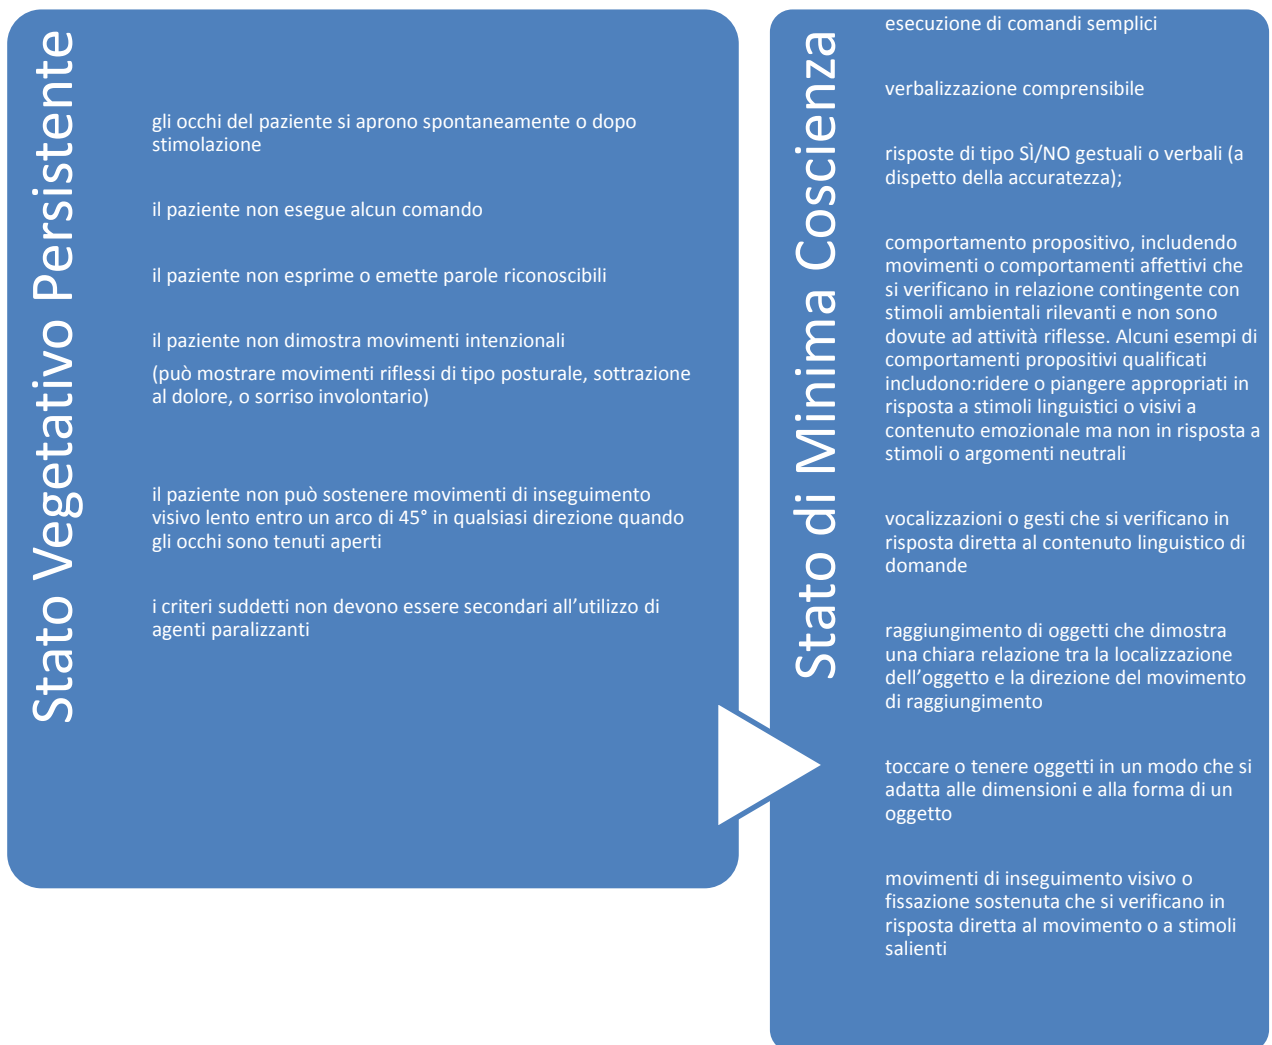 Stato Vegetativo Persistente
gli occhi del paziente si aprono spontaneamente o dopo
stimolazione
il paziente non esegue alcun comando
il paziente non esprime o emette parole riconoscibili
il paziente non dimostra movimenti intenzionali
(può mostrare movimenti riflessi di tipo posturale, sottrazione
al dolore, o sorriso involontario)
il paziente non può sostenere movimenti di inseguimento
visivo lento entro un arco di 45° in qualsiasi direzione quando
gli occhi sono tenuti aperti
i criteri suddetti non devono essere secondari all’utilizzo di
agenti paralizzanti
Stato di Minima Coscienza
esecuzione di comandi semplici
verbalizzazione comprensibile
risposte di tipo SÌ/NO gestuali o verbali (a
dispetto della accuratezza);
comportamento propositivo, includendo
movimenti o comportamenti affettivi che
si verificano in relazione contingente con
stimoli ambientali rilevanti e non sono
dovute ad attività riflesse. Alcuni esempi di
comportamenti propositivi qualificati
includono:ridere o piangere appropriati in
risposta a stimoli linguistici o visivi a
contenuto emozionale ma non in risposta a
stimoli o argomenti neutrali
vocalizzazioni o gesti che si verificano in
risposta diretta al contenuto linguistico di
domande
raggiungimento di oggetti che dimostra
una chiara relazione tra la localizzazione
dell’oggetto e la direzione del movimento
di raggiungimento
toccare o tenere oggetti in un modo che si
adatta alle dimensioni e alla forma di un
oggetto
movimenti di inseguimento visivo o
fissazione sostenuta che si verificano in
risposta diretta al movimento o a stimoli
salienti